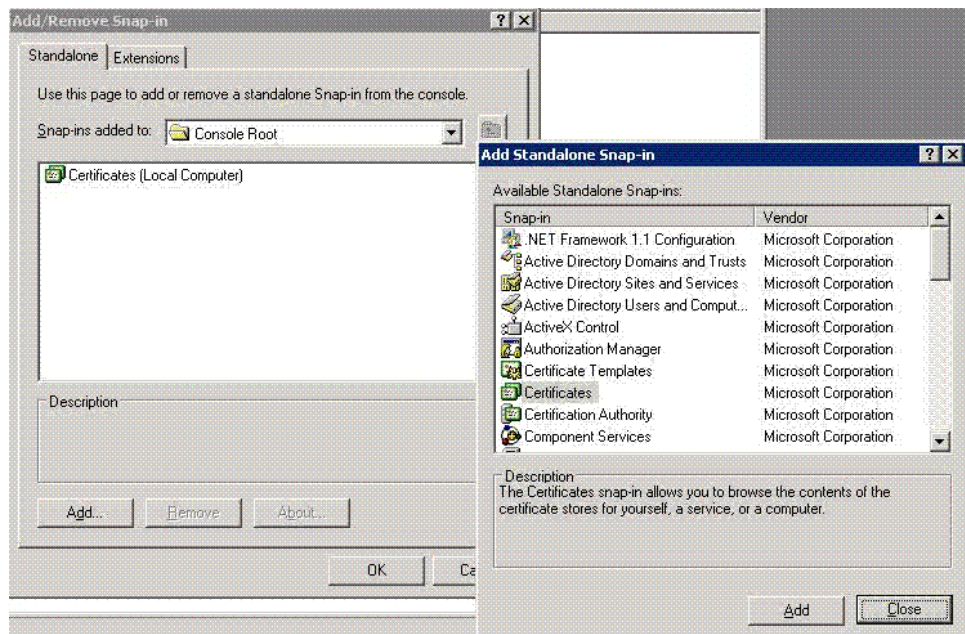 Add/Remove Snap-in
Standalone
Extensions
Use this page to add or remove a standalone Snap-in from the console.
Snap-ins added to:
Console Root
Certificates (Local Computer)
Description
Add...
Remove
About...
OK
Ca
Add Standalone Snap-in
Available Standalone Snap-ins:
Snap-in Vendor
.NET Framework 1.1 Configuration Microsoft Corporation
Active Directory Domains and Trusts Microsoft Corporation
Active Directory Sites and Services Microsoft Corporation
Active Directory Users and Comput... Microsoft Corporation
ActiveX Control Microsoft Corporation
Authorization Manager Microsoft Corporation
Certificate Templates Microsoft Corporation
Certificates Microsoft Corporation
Certification Authority Microsoft Corporation
Component Services Microsoft Corporation
Description
The Certificates snap-in allows you to browse the contents of the
certificate stores for yourself, a service, or a computer.
Add
Close